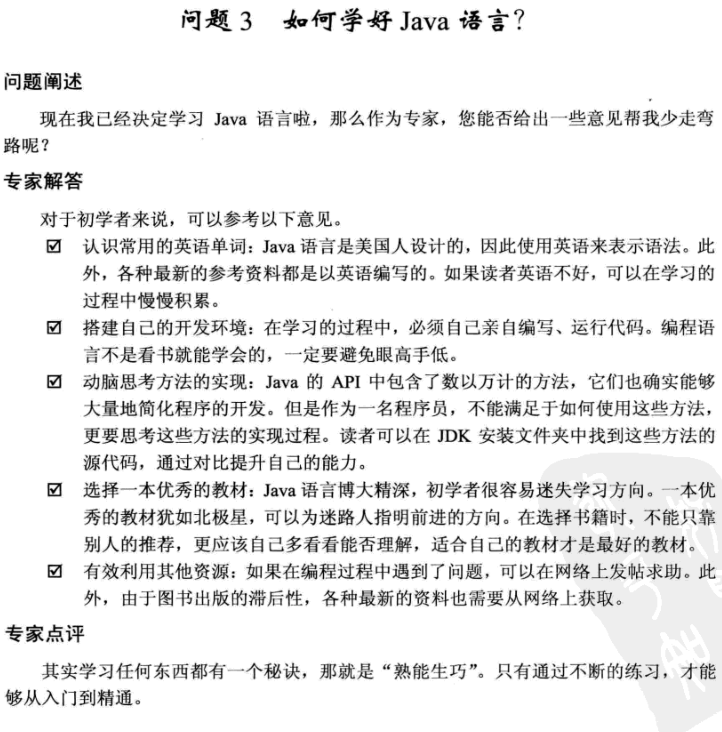 问题 3 如何学好 Java 语言？
问题阐述
现在我已经决定学习 Java 语言啦，那么作为专家，您能否给出一些意见帮我少走弯
路呢？
专家解答
对于初学者来说，可以参考以下意见。
☑ 认识常用的英语单词：Java 语言是美国人设计的，因此使用英语来表示语法。此
外，各种最新的参考资料都是以英语编写的。如果读者英语不好，可以在学习的
过程中慢慢积累。
☑ 搭建自己的开发环境：在学习的过程中，必须自己亲自编写、运行代码。编程语
言不是看书就能学会的，一定要避免眼高手低。
☑ 动脑思考方法的实现：Java 的 API 中包含了数以万计的方法，它们也确实能够
大量地简化程序的开发。但是作为一名程序员，不能满足于如何使用这些方法，
更要思考这些方法的实现过程。读者可以在 JDK 安装文件夹中找到这些方法的
源代码，通过对比提升自己的能力。
☑ 选择一本优秀的教材：Java 语言博大精深，初学者很容易迷失学习方向。一本优
秀的教材犹如北极星，可以为迷路人指明前进的方向。在选择书籍时，不能只靠
别人的推荐，更应该自己多看看能否理解，适合自己的教材才是最好的教材。
☑ 有效利用其他资源：如果在编程过程中遇到了问题，可以在网络上发帖求助。此
外，由于图书出版的滞后性，各种最新的资料也需要从网络上获取。
专家点评
其实学习任何东西都有一个秘诀，那就是“熟能生巧”。只有通过不断的练习，才能
够从入门到精通。